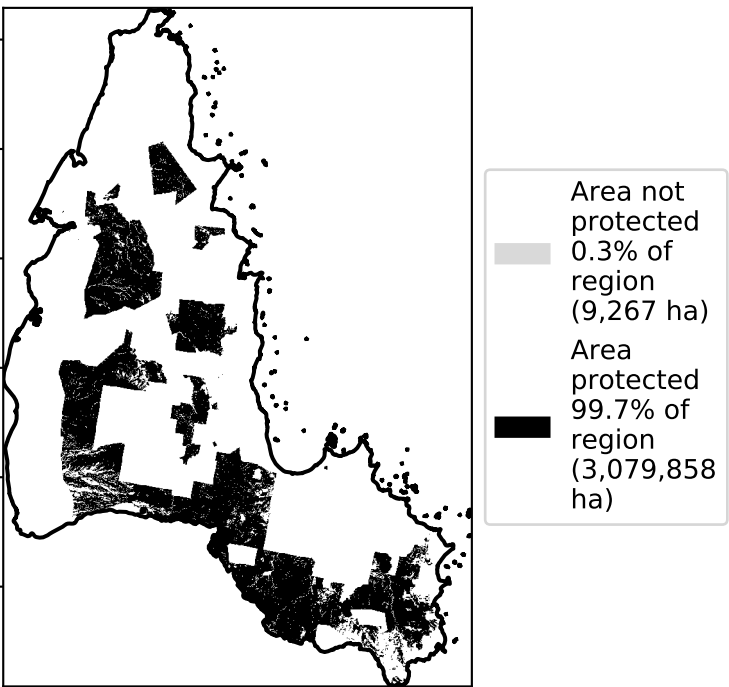 Area not
protected
0.3% of
region
(9,267 ha)
Area
protected
99.7% of
region
(3,079,858
ha)